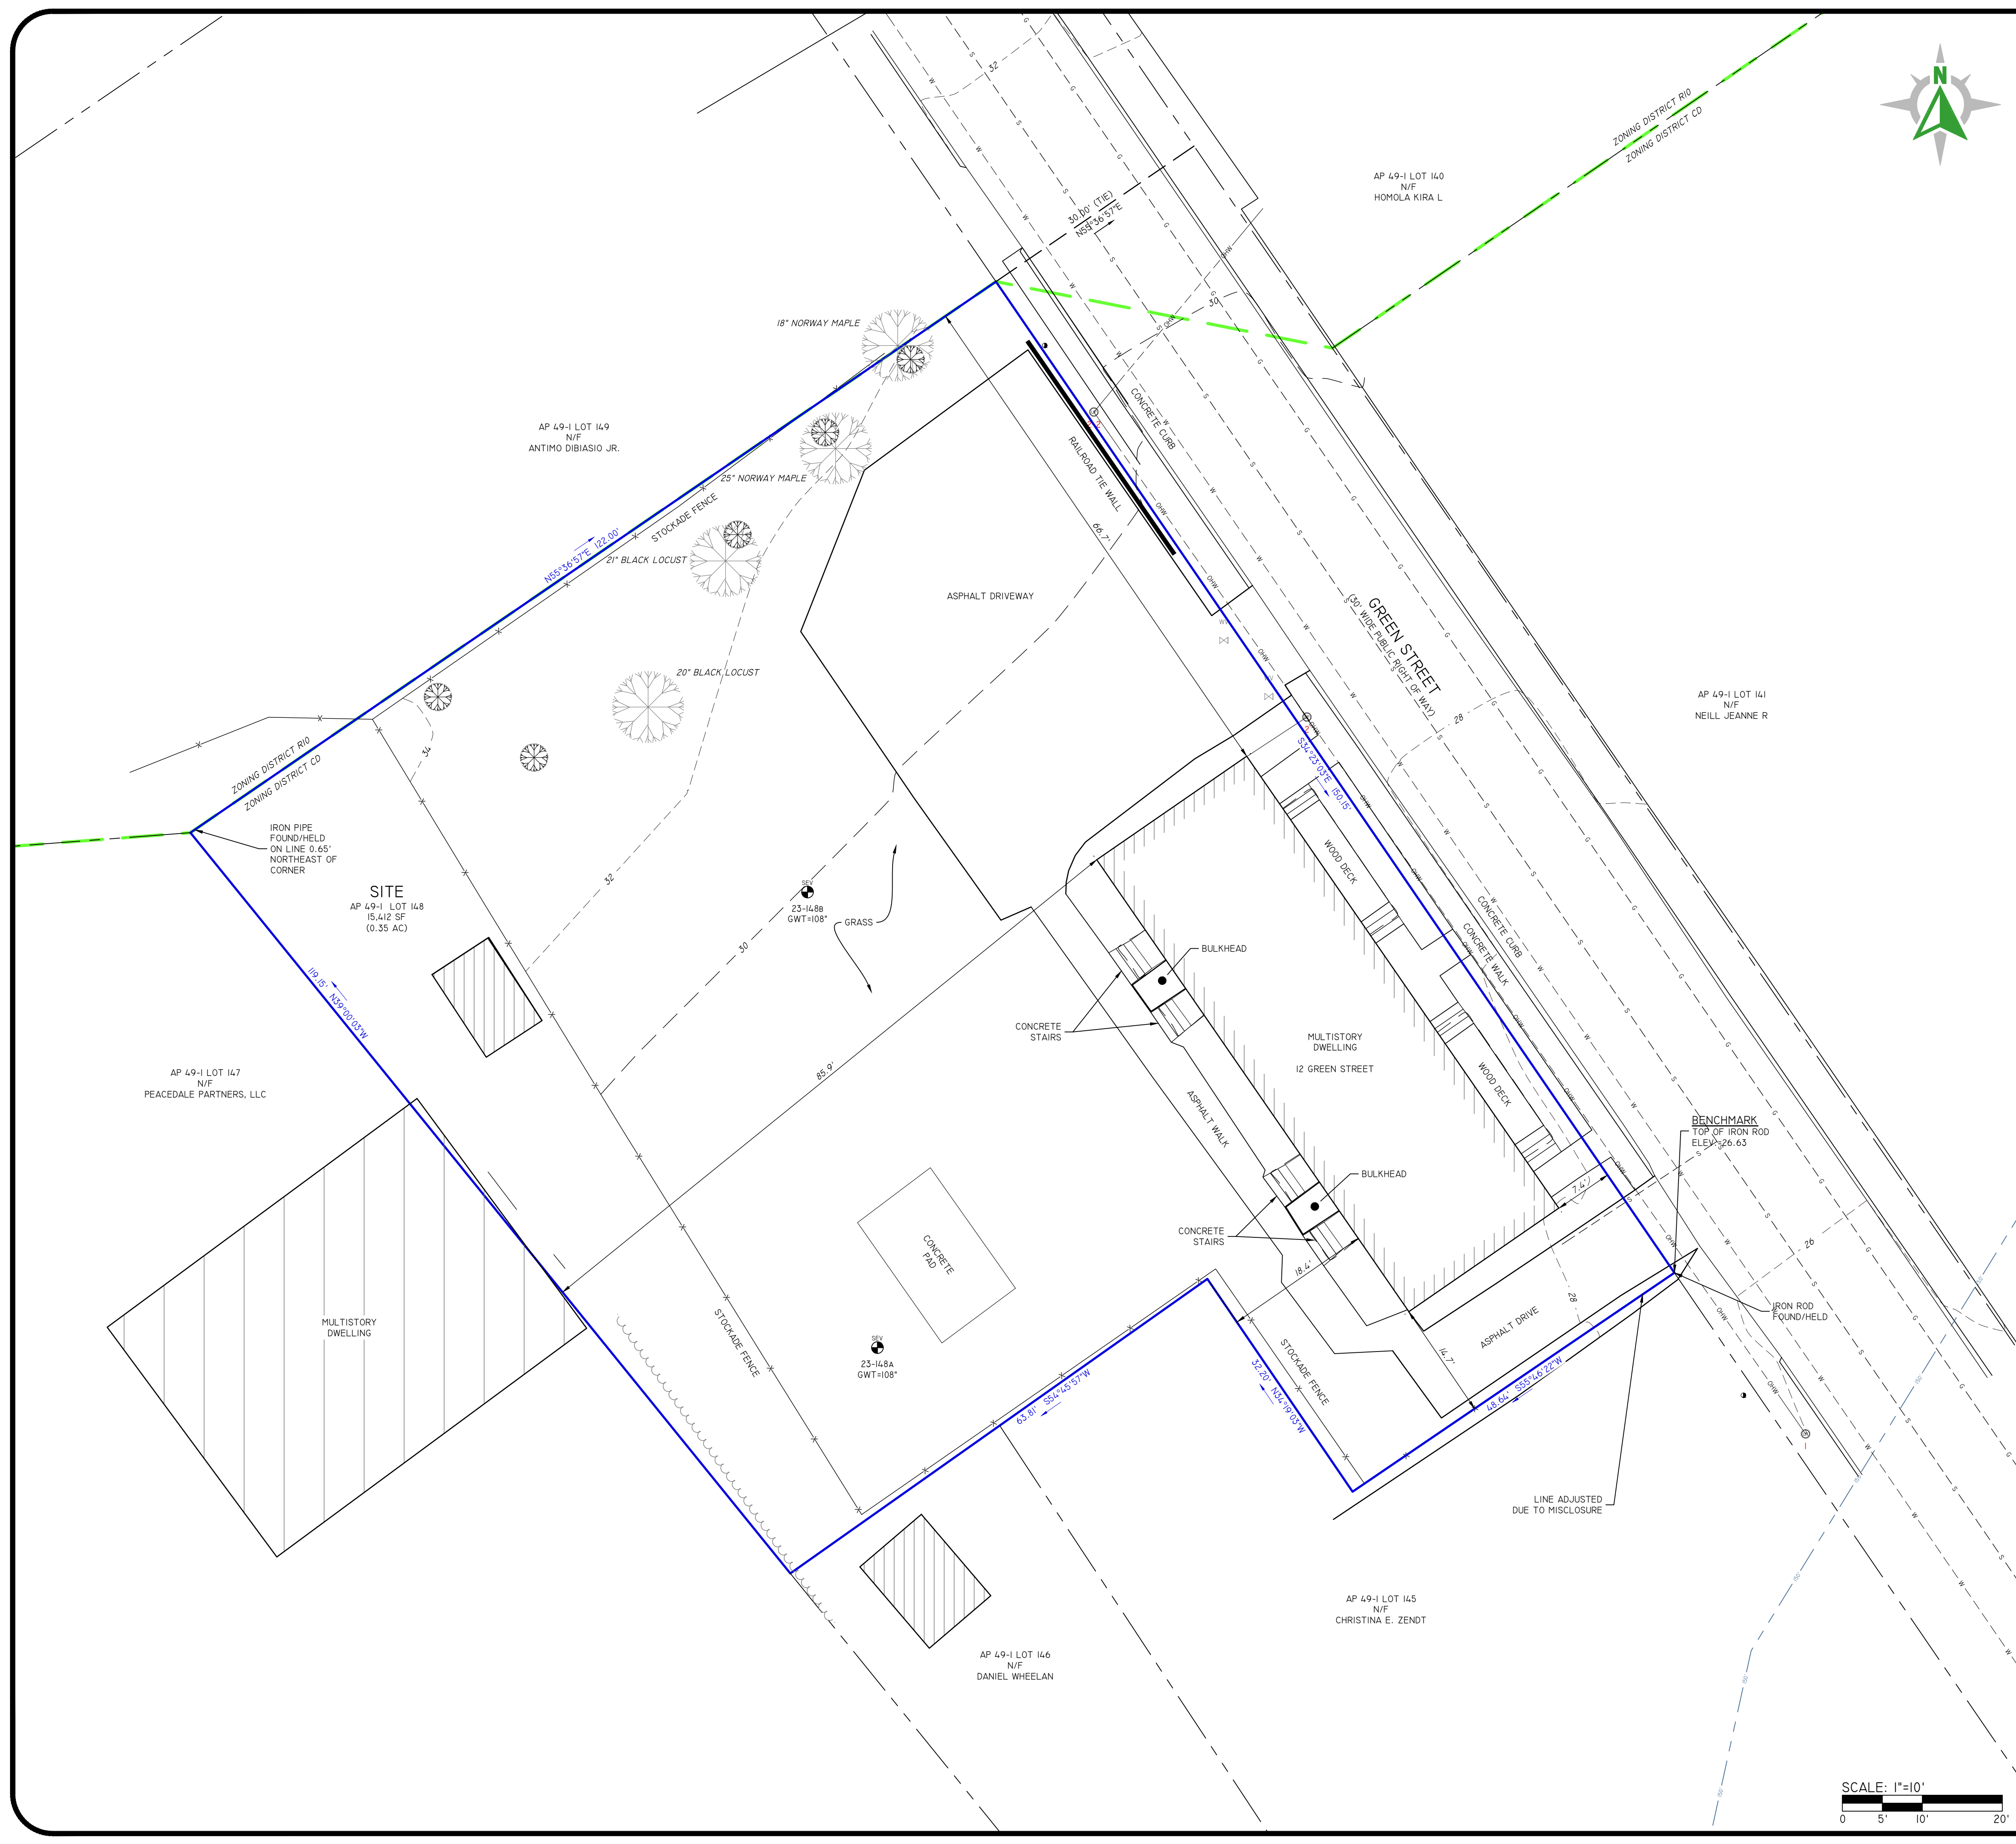 N
ZONING DISTRICT R10
ZONING DISTRICT CD
32
AP 49-1 LOT 140
N/F
HOMOLA KIRA L
30.00' (TIE)
N55°36'57"E
30
18" NORWAY MAPLE
CONCRETE CURB
AP 49-1 LOT 149
N/F
ANTIMO DIBIASIO JR.
RAILROAD TIE WALL
25" NORWAY MAPLE
STOCKADE FENCE
N55°36'57"E 122.00'
66.7'
21" BLACK LOCUST
ASPHALT DRIVEWAY
GREEN STREET
(30' WIDE PUBLIC RIGHT OF WAY)
20" BLACK LOCUST
AP 49-1 LOT 141
N/F
NEILL JEANNE R
28
34
ZONING DISTRICT R10
ZONING DISTRICT CD
S34°23'03"E 150.15'
IRON PIPE
FOUND/HELD
ON LINE 0.65'
NORTHEAST OF
CORNER
SITE
AP 49-1 LOT 148
15,412 SF
(0.35 AC)
32
SEV
23-148B
GWT=108"
GRASS
30
WOOD DECK
CONCRETE CURB
CONCRETE WALK
BULKHEAD
119.15' N39°00'03"W
CONCRETE
STAIRS
MULTISTORY
DWELLING
12 GREEN STREET
85.9'
AP 49-1 LOT 147
N/F
PEACEDALE PARTNERS, LLC
WOOD DECK
ASPHALT WALK
BENCHMARK
TOP OF IRON ROD
ELEV.=26.63
BULKHEAD
7.4'
CONCRETE
STAIRS
26
CONCRETE
PAD
18.4'
MULTISTORY
DWELLING
STOCKADE FENCE
28
IRON ROD
FOUND/HELD
ASPHALT DRIVE
SEV
23-148A
GWT=108"
STOCKADE FENCE
14.7'
63.81' S54°45'57"W
32.20' N34°19'03"W
48.64' S55°46'22"W
LINE ADJUSTED
DUE TO MISCLOSURE
AP 49-1 LOT 145
N/F
CHRISTINA E. ZENDT
AP 49-1 LOT 146
N/F
DANIEL WHEELAN
SCALE: 1"=10'
0 5' 10' 20'